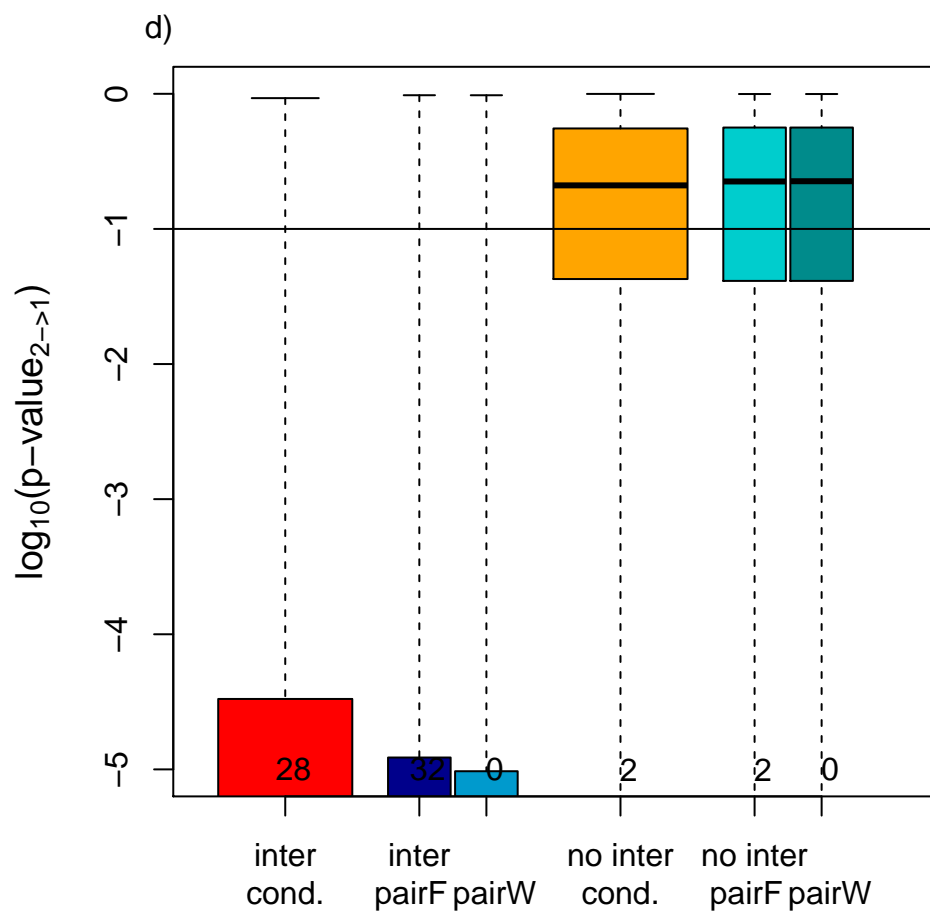 d)
log10(p−value2−>1)
0
−1
−2
−3
−4
−5
28
32
0
2
2
0
inter cond.
inter pairF pairW
no inter cond.
no inter pairF pairW